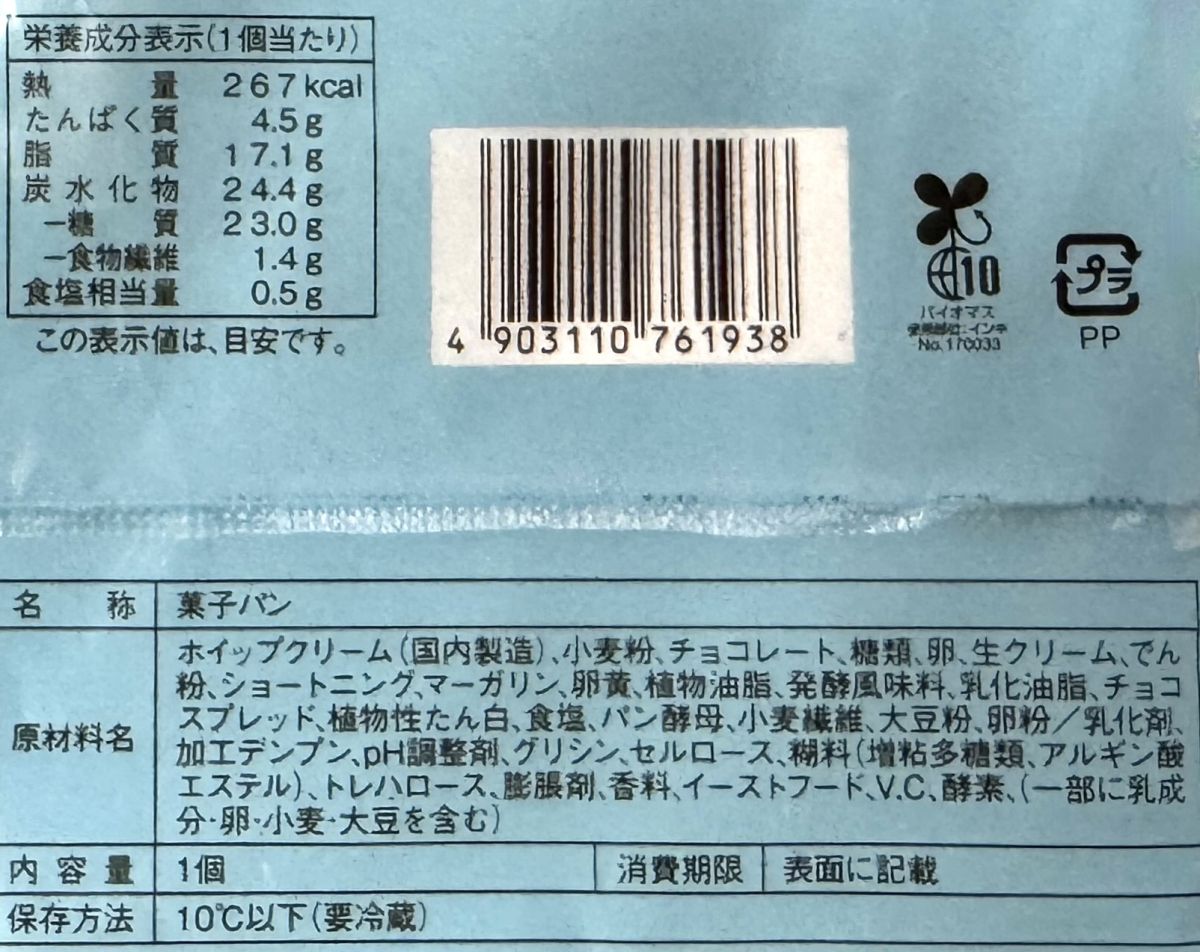 栄養成分表示(1個当たり)
熱量 267kcal
たんぱく質 4.5g
脂質 17.1g
炭水化物 24.4g
－糖質 23.0g
－食物繊維 1.4g
食塩相当量 0.5g
この表示値は、目安です。
4 903110 761938
10
バイオマス
No.170033
プラ
PP
名称 菓子パン
原材料名
ホイップクリーム(国内製造)、小麦粉、チョコレート、糖類、卵、生クリーム、でん
粉、ショートニング、マーガリン、卵黄、植物油脂、発酵風味料、乳化油脂、チョコ
スプレッド、植物性たん白、食塩、パン酵母、小麦繊維、大豆粉、卵粉／乳化剤、
加工デンプン、pH調整剤、グリシン、セルロース、糊料(増粘多糖類、アルギン酸
エステル)、トレハロース、膨脹剤、香料、イーストフード、V.C、酵素、(一部に乳成
分・卵・小麦・大豆を含む)
内容量 1個 消費期限 表面に記載
保存方法 10℃以下(要冷蔵)